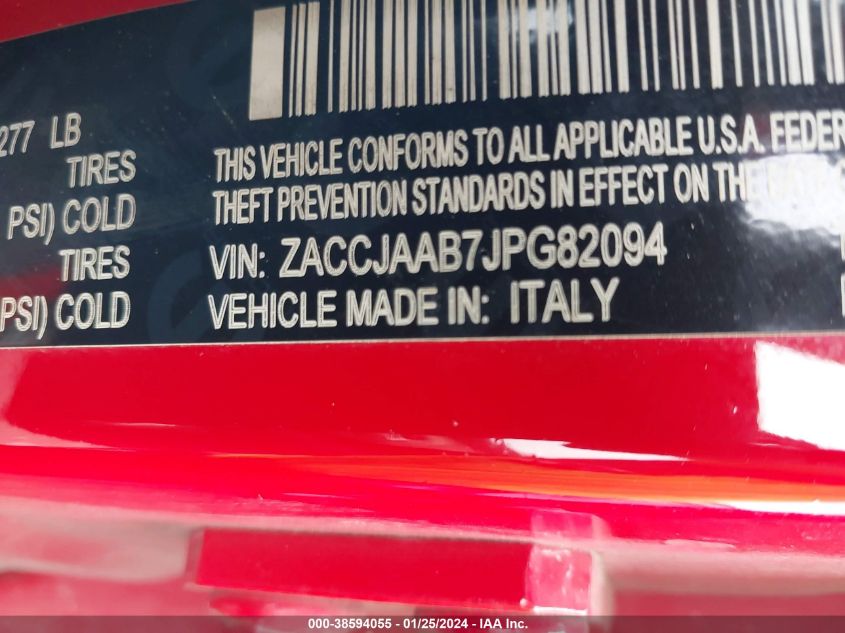 277 LB
TIRES
PSI) COLD
TIRES
PSI) COLD
THIS VEHICLE CONFORMS TO ALL APPLICABLE U.S.A. FEDER
THEFT PREVENTION STANDARDS IN EFFECT ON THE
VIN: ZACCJAAB7JPG82094
VEHICLE MADE IN: ITALY
000-38594055 - 01/25/2024 - IAA Inc.